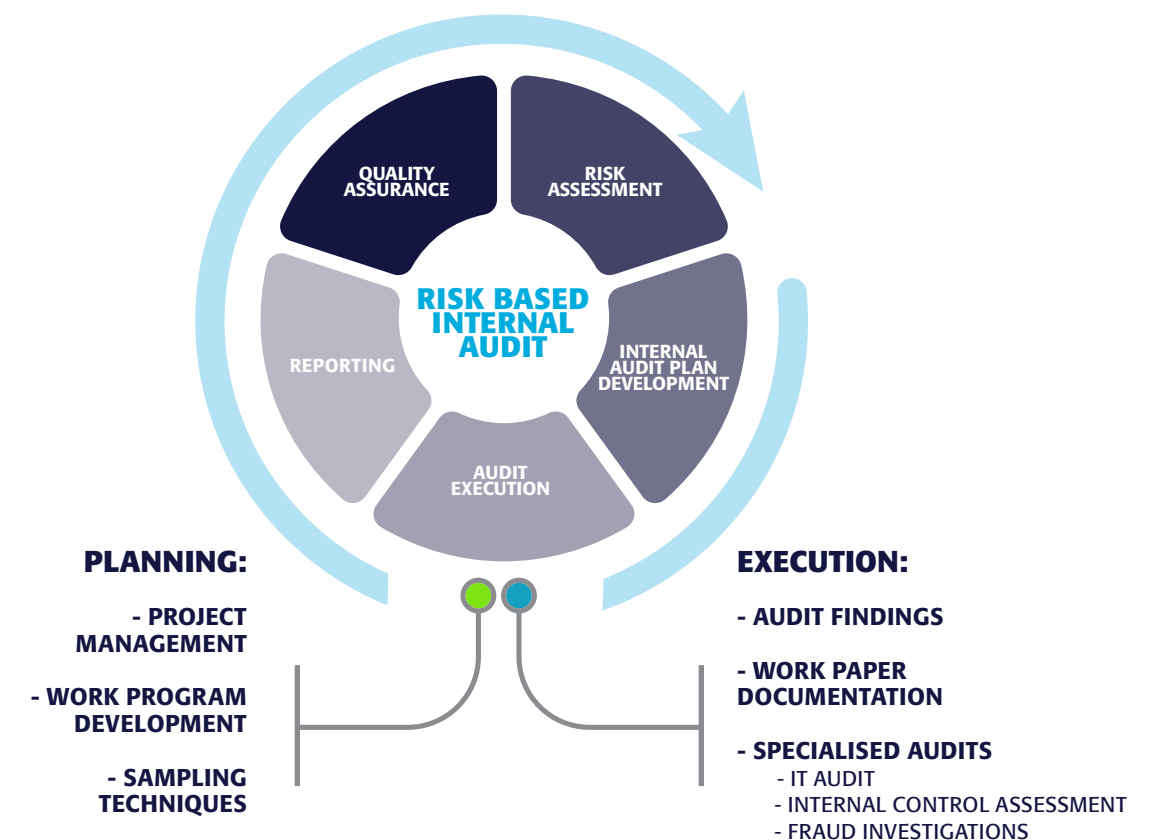 QUALITY
ASSURANCE
RISK
ASSESSMENT
RISK BASED
INTERNAL
AUDIT
REPORTING
INTERNAL
AUDIT PLAN
DEVELOPMENT
AUDIT
EXECUTION
PLANNING:
- PROJECT
MANAGEMENT
- WORK PROGRAM
DEVELOPMENT
- SAMPLING
TECHNIQUES
EXECUTION:
- AUDIT FINDINGS
- WORK PAPER
DOCUMENTATION
- SPECIALISED AUDITS
- IT AUDIT
- INTERNAL CONTROL ASSESSMENT
- FRAUD INVESTIGATIONS